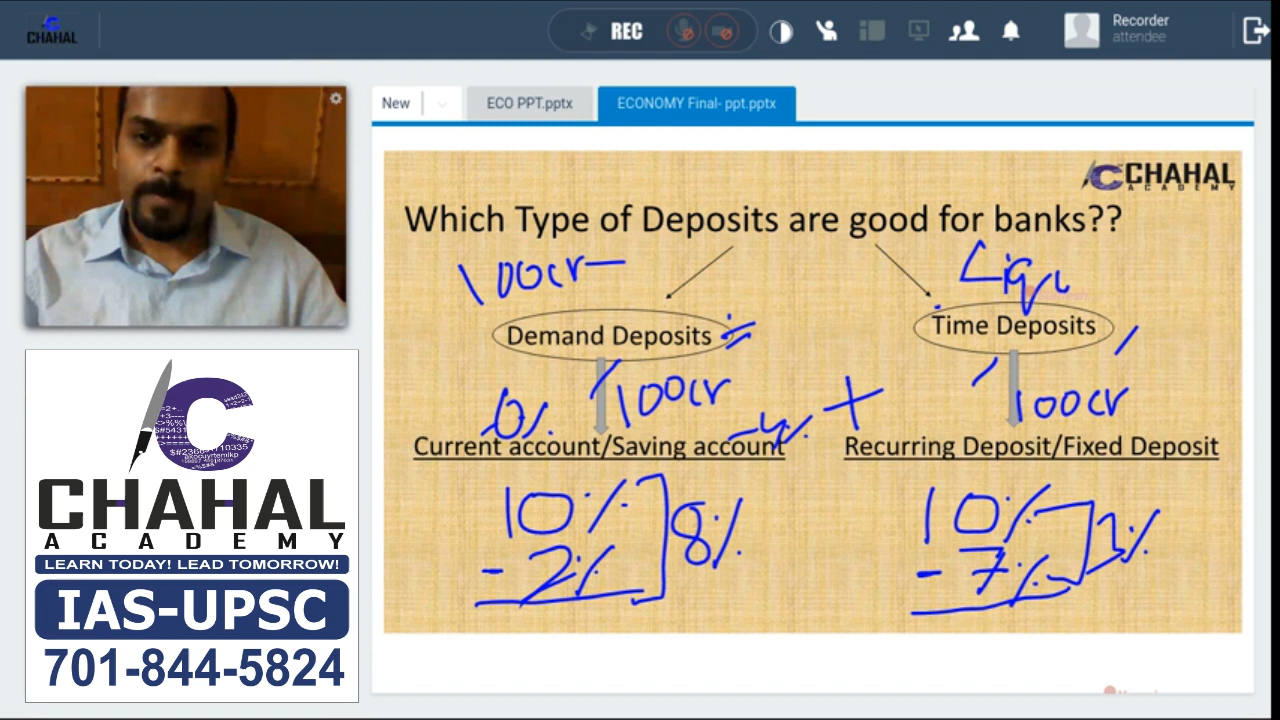 CHAHAL
REC
Recorder
attendee
New
ECO PPT.pptx
ECONOMY Final- ppt.pptx
CHAHAL
ACADEMY
Which Type of Deposits are good for banks??
100cr
Liqu
Demand Deposits
Time Deposits
0%
100cr
4%
+
100cr
Current account/Saving account
Recurring Deposit/Fixed Deposit
10%
- 2%
8%
10%
- 7%
3%
CHAHAL
ACADEMY
LEARN TODAY! LEAD TOMORROW!
IAS-UPSC
701-844-5824